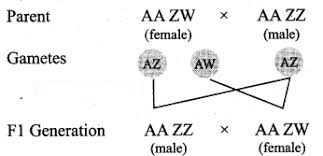 Parent AA ZW × AA ZZ
(female) (male)
Gametes AZ AW AZ
F1 Generation AA ZZ × AA ZW
(male) (female)